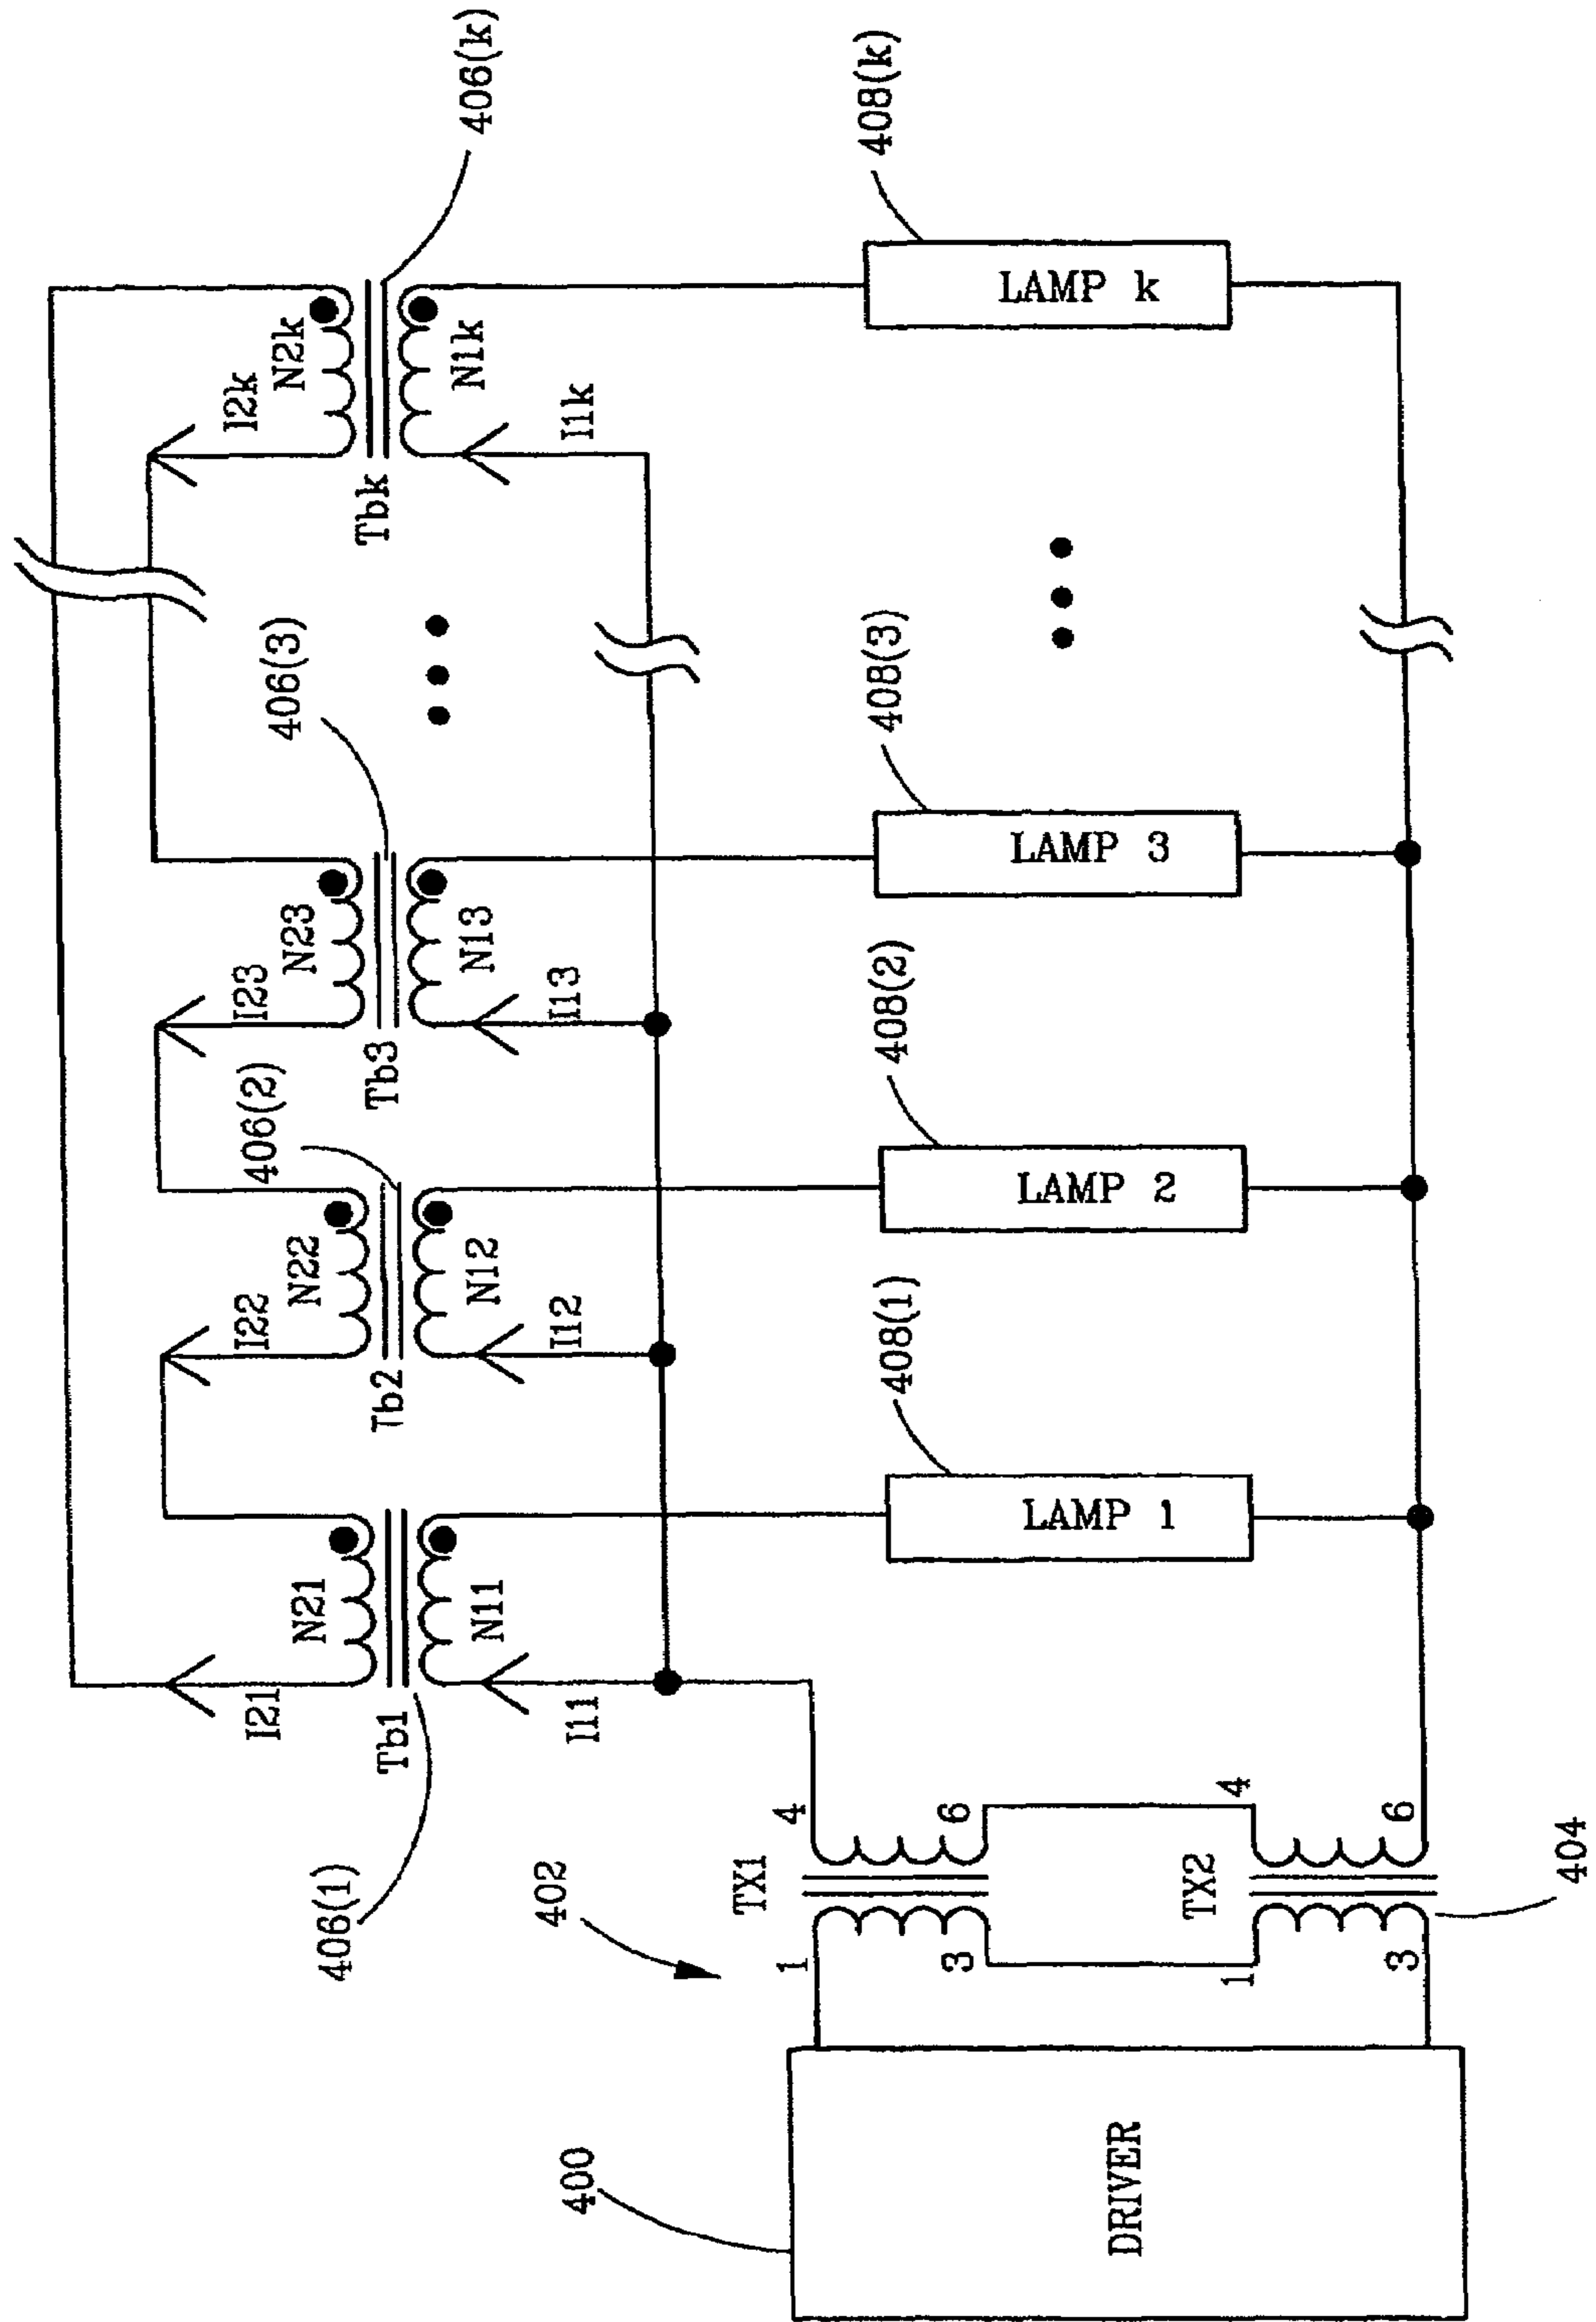 406(k)
I21
I22
I23
I2k
N21
N22
N23
N2k
406(1)
406(2)
406(3)
Tb1
Tb2
Tb3
Tbk
N11
N12
N13
N1k
I11
I12
I13
I1k
402
TX1
1
4
3
6
TX2
1
4
3
6
404
400
DRIVER
408(1)
408(2)
408(3)
408(k)
LAMP 1
LAMP 2
LAMP 3
LAMP k